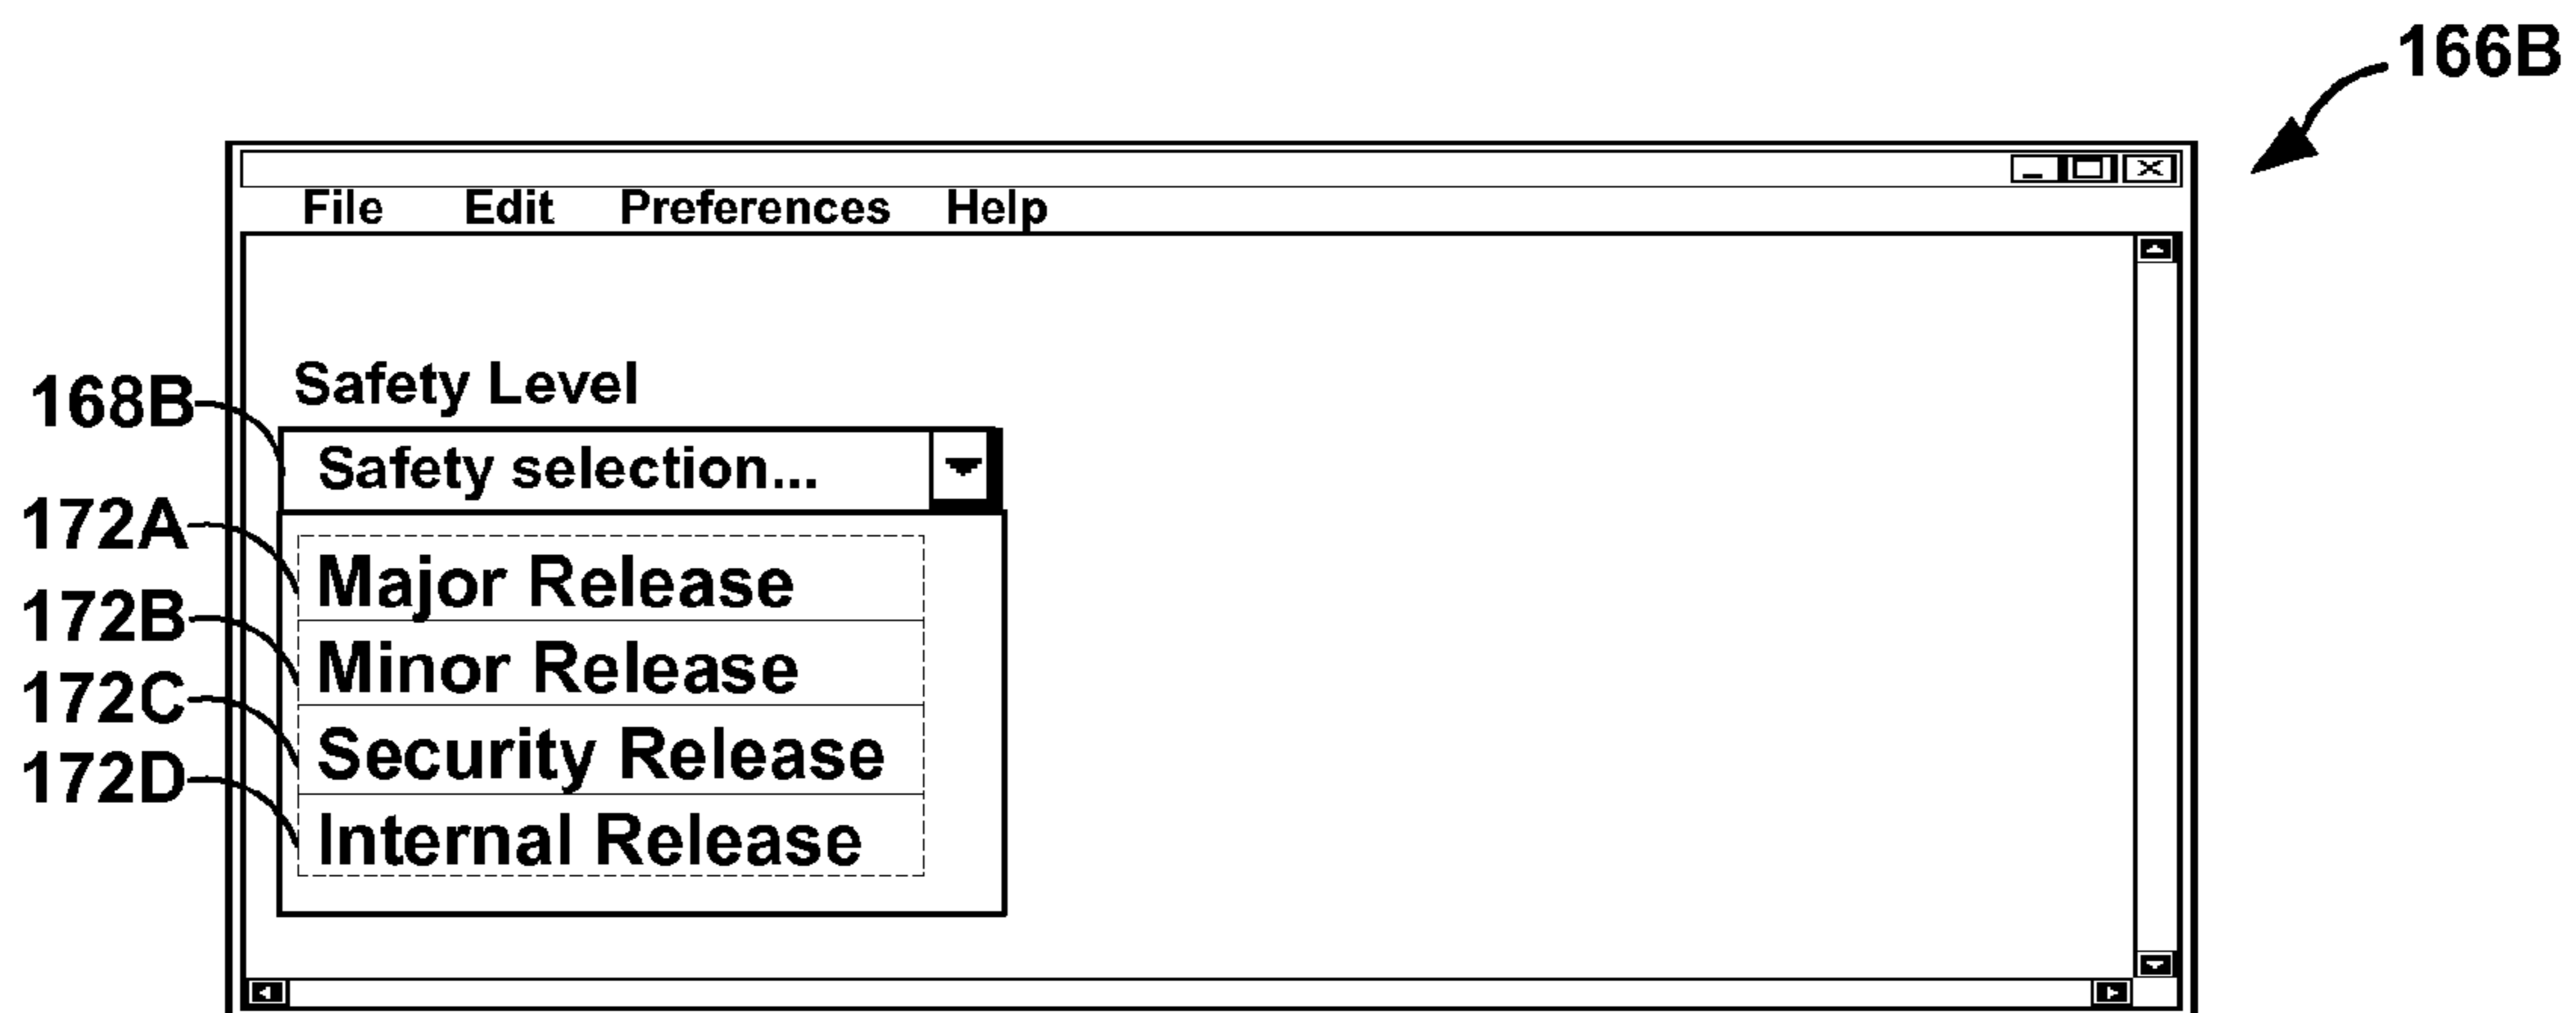 166B
File Edit Preferences Help
Safety Level
168B
Safety selection...
172A
Major Release
172B
Minor Release
172C
Security Release
172D
Internal Release